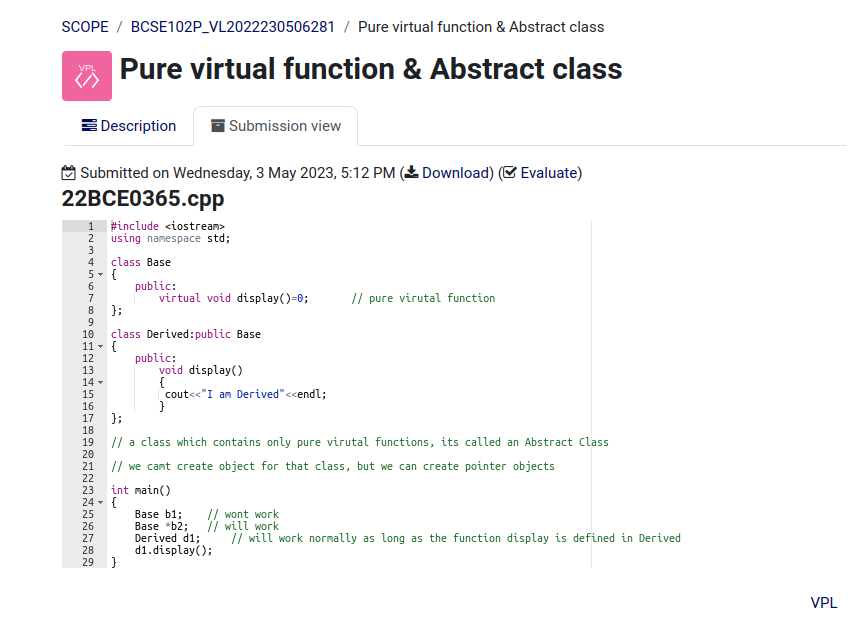 SCOPE / BCSE102P_VL2022230506281 / Pure virtual function & Abstract class
VPL
Pure virtual function & Abstract class
Description
Submission view
Submitted on Wednesday, 3 May 2023, 5:12 PM (Download) (Evaluate)
22BCE0365.cpp
1 #include <iostream>
2 using namespace std;
3
4 class Base
5 {
6     public:
7         virtual void display()=0;       // pure virutal function
8 };
9
10 class Derived:public Base
11 {
12     public:
13         void display()
14         {
15          cout<<"I am Derived"<<endl;
16         }
17 };
18
19 // a class which contains only pure virutal functions, its called an Abstract Class
20
21 // we camt create object for that class, but we can create pointer objects
22
23 int main()
24 {
25     Base b1;    // wont work
26     Base *b2;   // will work
27     Derived d1;     // will work normally as long as the function display is defined in Derived
28     d1.display();
29 }
VPL